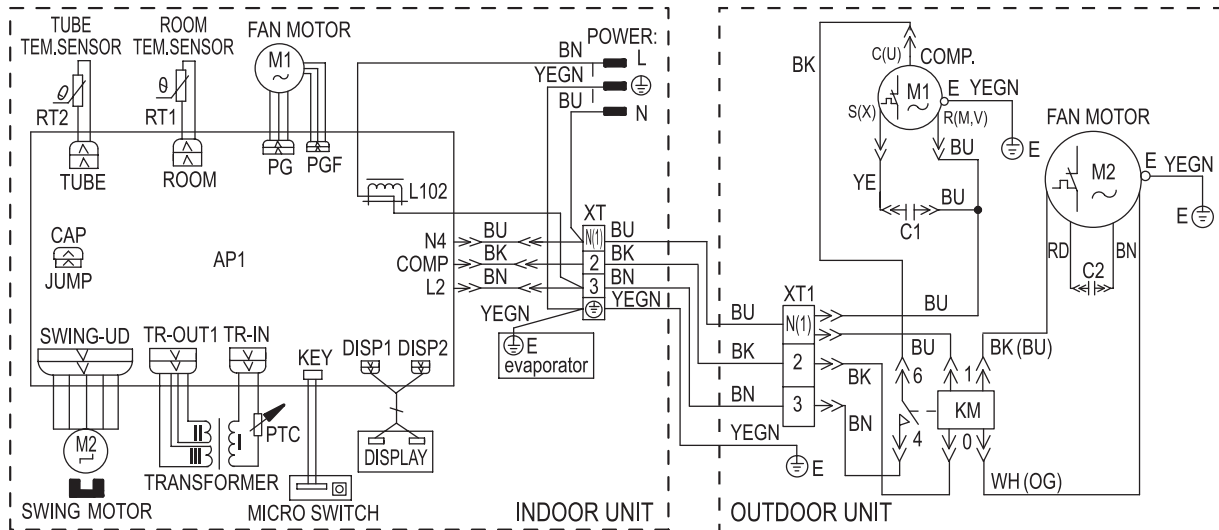 TUBE
TEM.SENSOR
ROOM
TEM.SENSOR
FAN MOTOR
M1
~
θ
RT2
θ
RT1
TUBE
ROOM
PG
PGF
POWER:
BN
L
YEGN
BU
N
L102
CAP
JUMP
AP1
N4
BU
COMP
BK
L2
BN
XT
N(1)
2
3
BU
BK
BN
YEGN
YEGN
E
evaporator
SWING-UD
TR-OUT1
TR-IN
KEY
DISP1
DISP2
M2
PTC
TRANSFORMER
DISPLAY
SWING MOTOR
MICRO SWITCH
INDOOR UNIT
BK
C(U)
COMP.
M1
~
E
YEGN
S(X)
R(M,V)
E
BU
YE
BU
C1
FAN MOTOR
M2
~
E
YEGN
E
RD
BN
C2
BU
XT1
N(1)
2
3
BU
BK
BN
YEGN
E
BU
BK
BN
6
4
1
KM
0
BK(BU)
WH(OG)
OUTDOOR UNIT